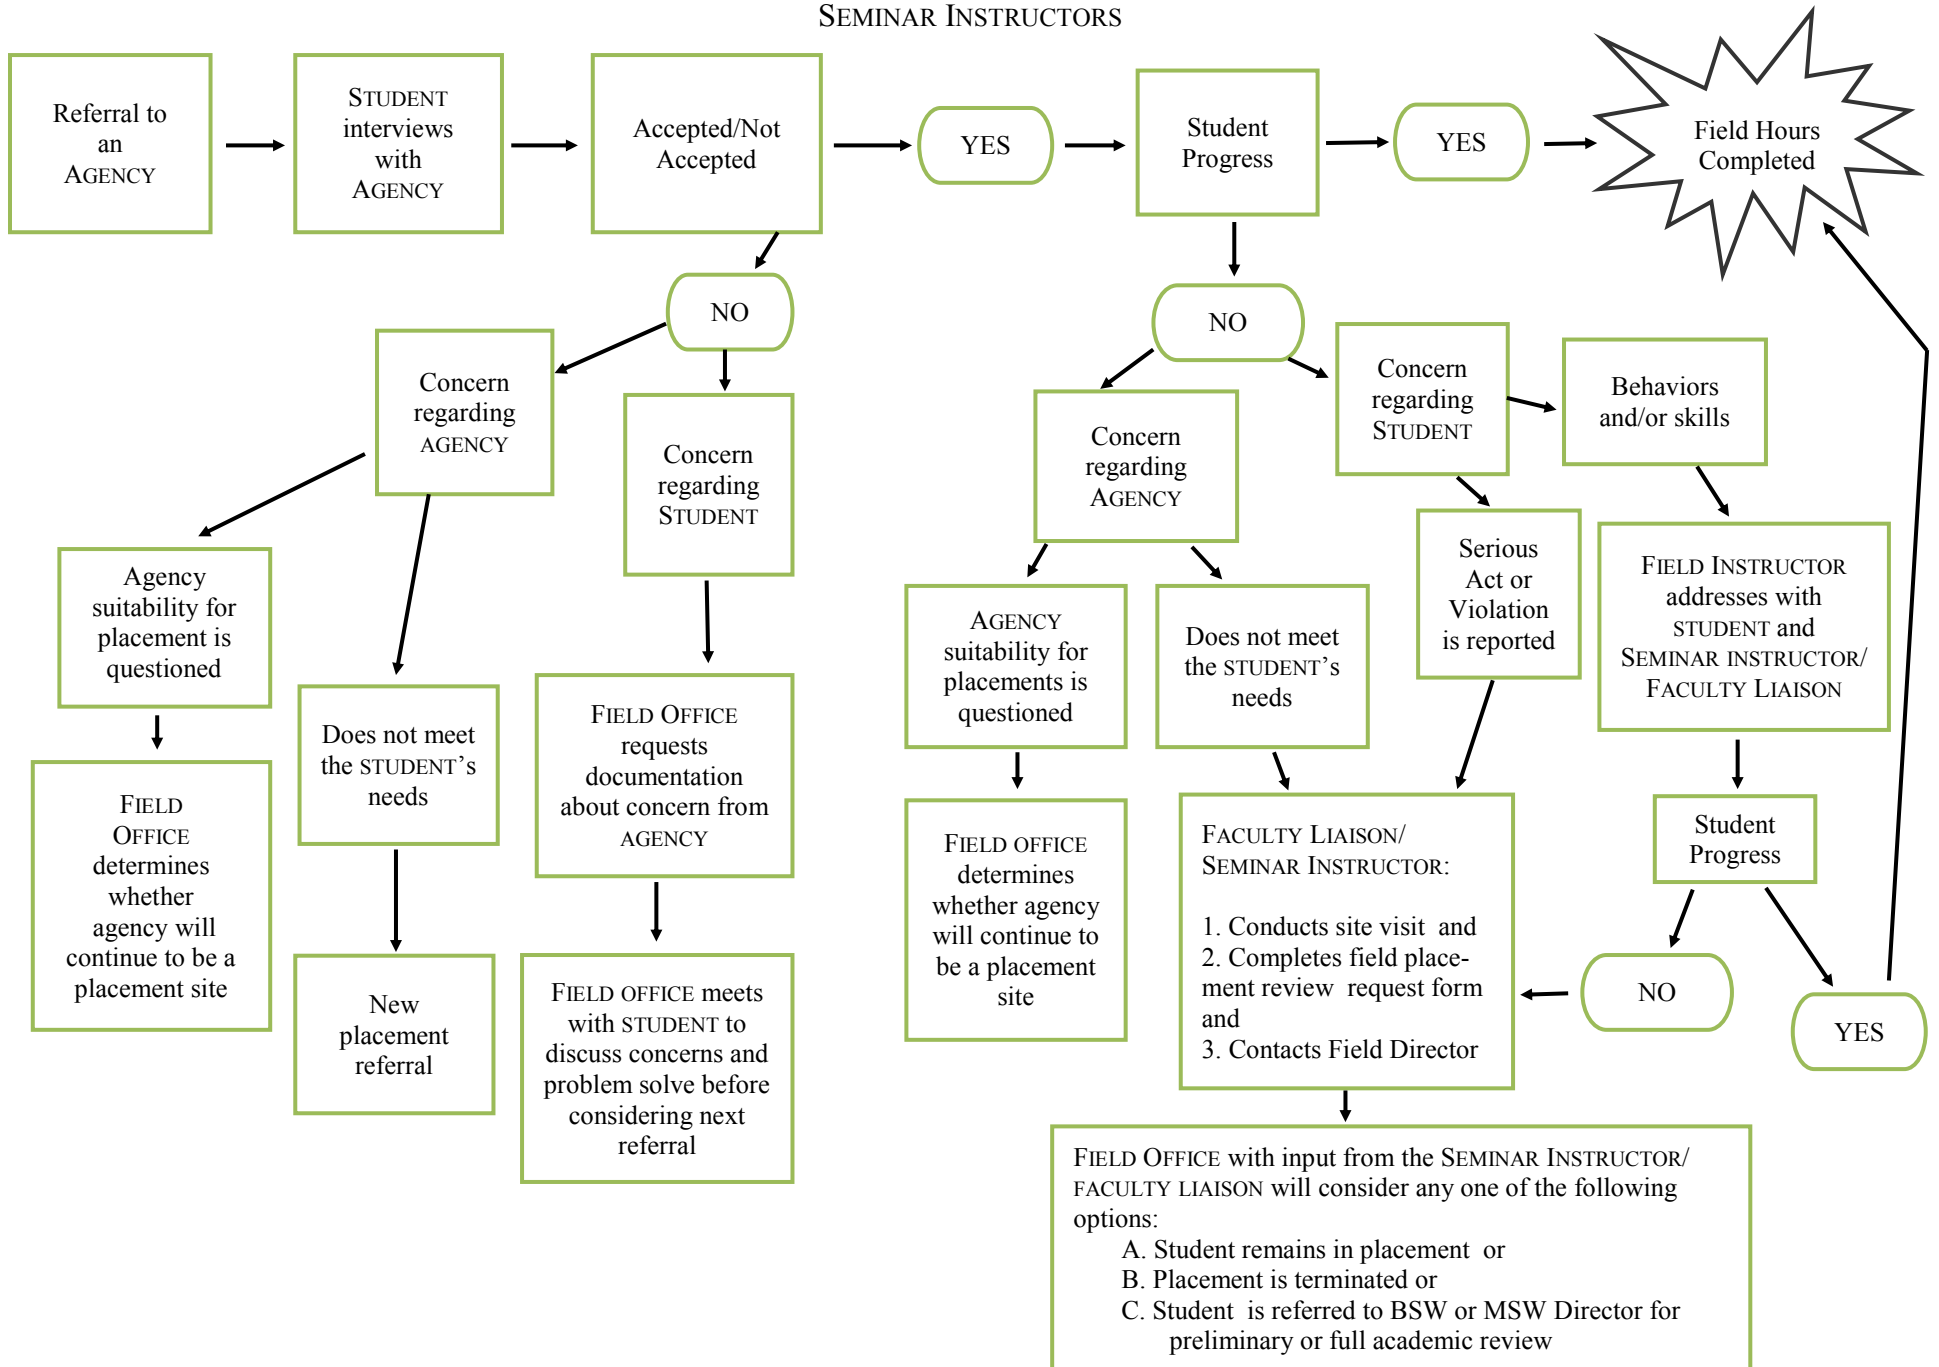 SEMINAR INSTRUCTORS
Referral to
an
AGENCY
STUDENT
interviews
with
AGENCY
Accepted/Not
Accepted
YES
Student
Progress
YES
Field Hours
Completed
NO
NO
Concern
regarding
AGENCY
Concern
regarding
STUDENT
Concern
regarding
AGENCY
Concern
regarding
STUDENT
Behaviors
and/or skills
Agency
suitability for
placement is
questioned
Does not meet
the STUDENT’s
needs
FIELD OFFICE
requests
documentation
about concern from
AGENCY
AGENCY
suitability for
placements is
questioned
Does not meet
the STUDENT’s
needs
Serious
Act or
Violation
is reported
FIELD INSTRUCTOR
addresses with
STUDENT and
SEMINAR INSTRUCTOR/
FACULTY LIAISON
FIELD
OFFICE
determines
whether
agency will
continue to be a
placement site
New
placement
referral
FIELD OFFICE meets
with STUDENT to
discuss concerns and
problem solve before
considering next
referral
FIELD OFFICE
determines
whether agency
will continue to
be a placement
site
FACULTY LIAISON/
SEMINAR INSTRUCTOR:
1. Conducts site visit and
2. Completes field place-
ment review request form
and
3. Contacts Field Director
Student
Progress
NO
YES
FIELD OFFICE with input from the SEMINAR INSTRUCTOR/
FACULTY LIAISON will consider any one of the following
options:
A. Student remains in placement or
B. Placement is terminated or
C. Student is referred to BSW or MSW Director for
preliminary or full academic review